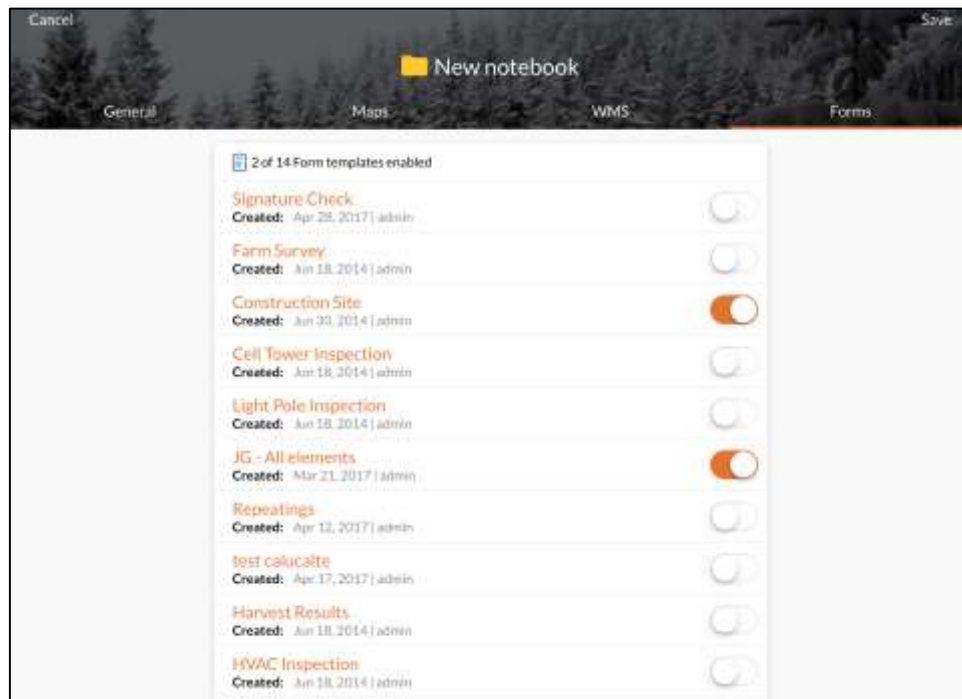 Cancel
Save
New notebook
General
Maps
WMS
Forms
2 of 14 Form templates enabled
Signature Check
Created: Apr 28, 2017 | admin
Farm Survey
Created: Jun 18, 2014 | admin
Construction Site
Created: Jun 30, 2014 | admin
Cell Tower Inspection
Created: Jun 18, 2014 | admin
Light Pole Inspection
Created: Jun 18, 2014 | admin
JG - All elements
Created: Mar 21, 2017 | admin
Repeatings
Created: Apr 12, 2017 | admin
test calucalte
Created: Apr 17, 2017 | admin
Harvest Results
Created: Jun 18, 2014 | admin
HVAC Inspection
Created: Jun 18, 2014 | admin